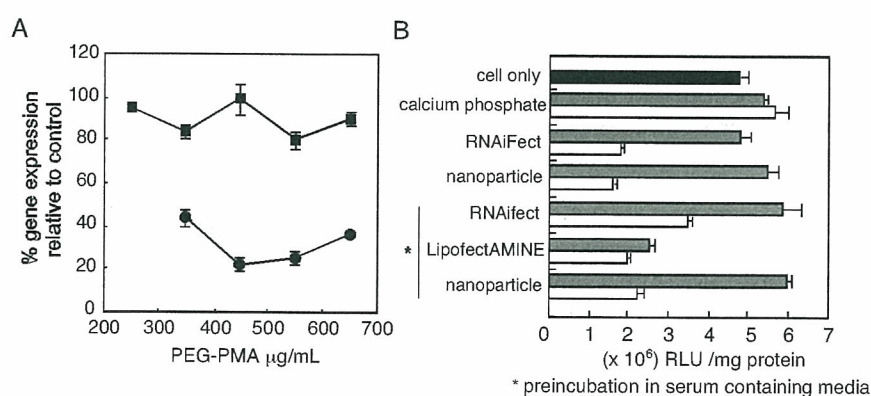 A
% gene expression
relative to control
120
100
80
60
40
20
0
200
300
400
500
600
700
PEG-PMA μg/mL
B
cell only
calcium phosphate
RNAiFect
nanoparticle
RNAifect
* LipofectAMINE
nanoparticle
0 1 2 3 4 5 6 7
(x 10⁶) RLU /mg protein
* preincubation in serum containing media